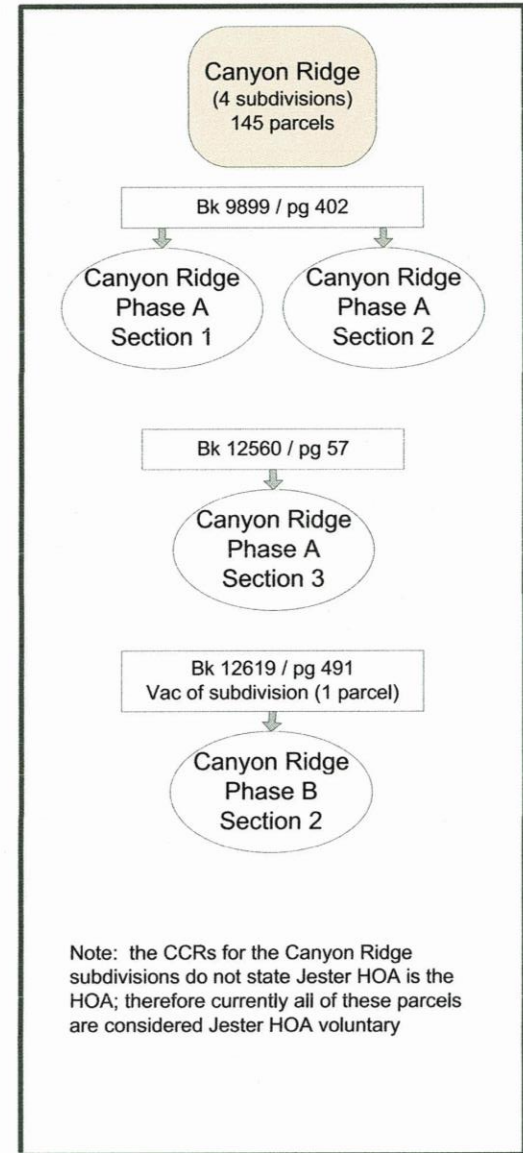 Canyon Ridge
(4 subdivisions)
145 parcels
Bk 9899 / pg 402
Canyon Ridge
Phase A
Section 1
Canyon Ridge
Phase A
Section 2
Bk 12560 / pg 57
Canyon Ridge
Phase A
Section 3
Bk 12619 / pg 491
Vac of subdivision (1 parcel)
Canyon Ridge
Phase B
Section 2
Note:  the CCRs for the Canyon Ridge
subdivisions do not state Jester HOA is the
HOA; therefore currently all of these parcels
are considered Jester HOA voluntary